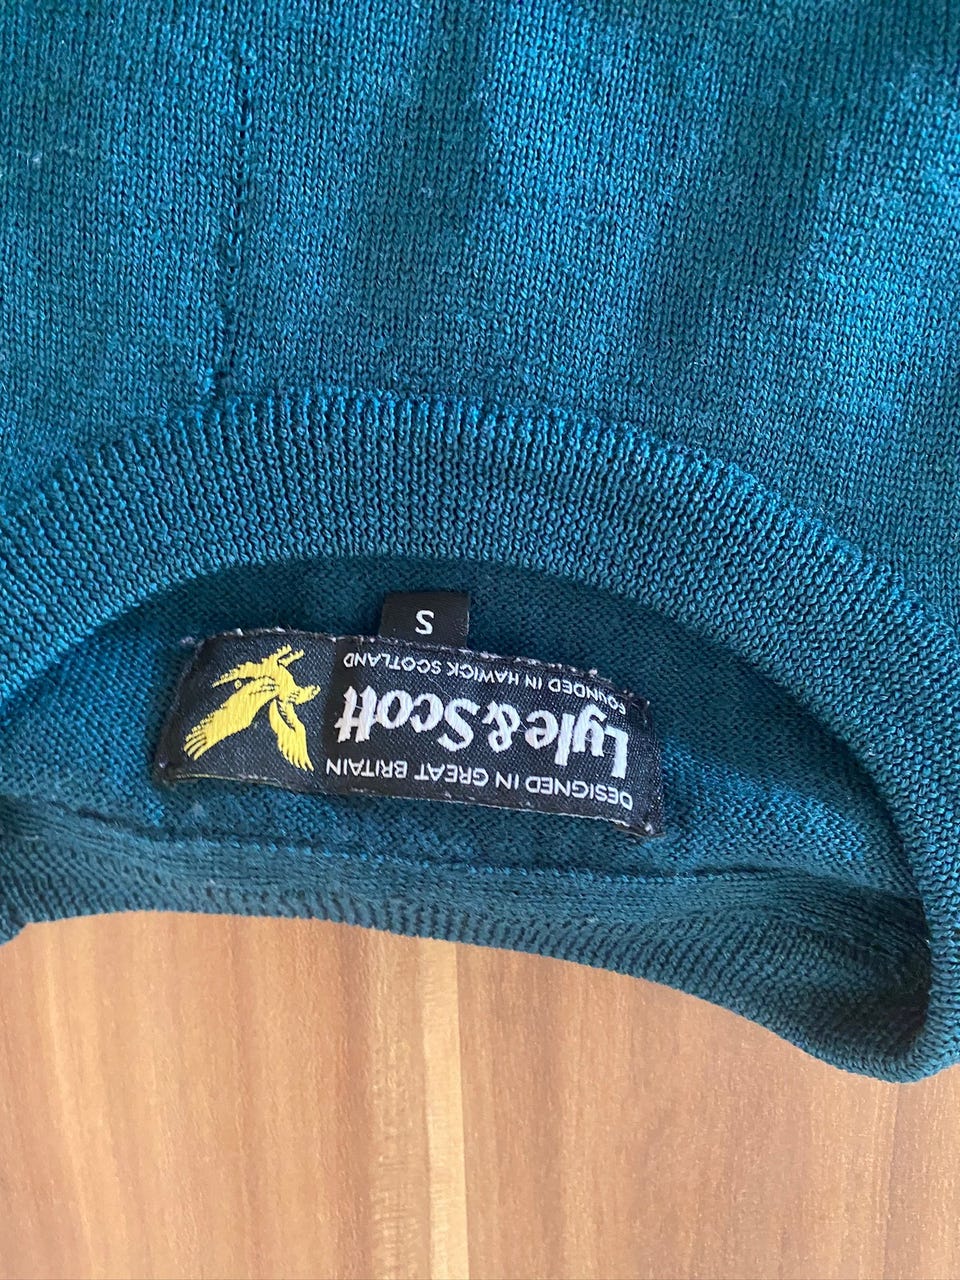 DESIGNED IN GREAT BRITAIN
Lyle & Scott
FOUNDED IN HAWICK SCOTLAND
S